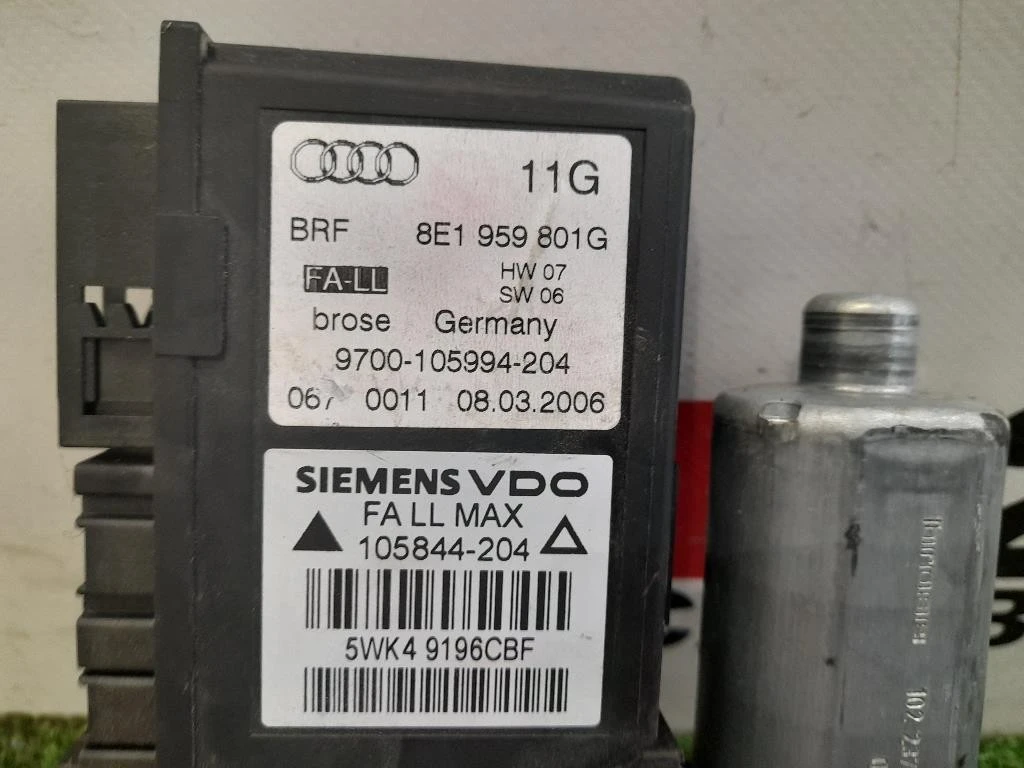 11G
BRF 8E1 959 801G
FA-LL HW 07
SW 06
brose Germany
9700-105994-204
067 0011 08.03.2006
SIEMENS VDO
FA LL MAX
105844-204
5WK4 9196CBF